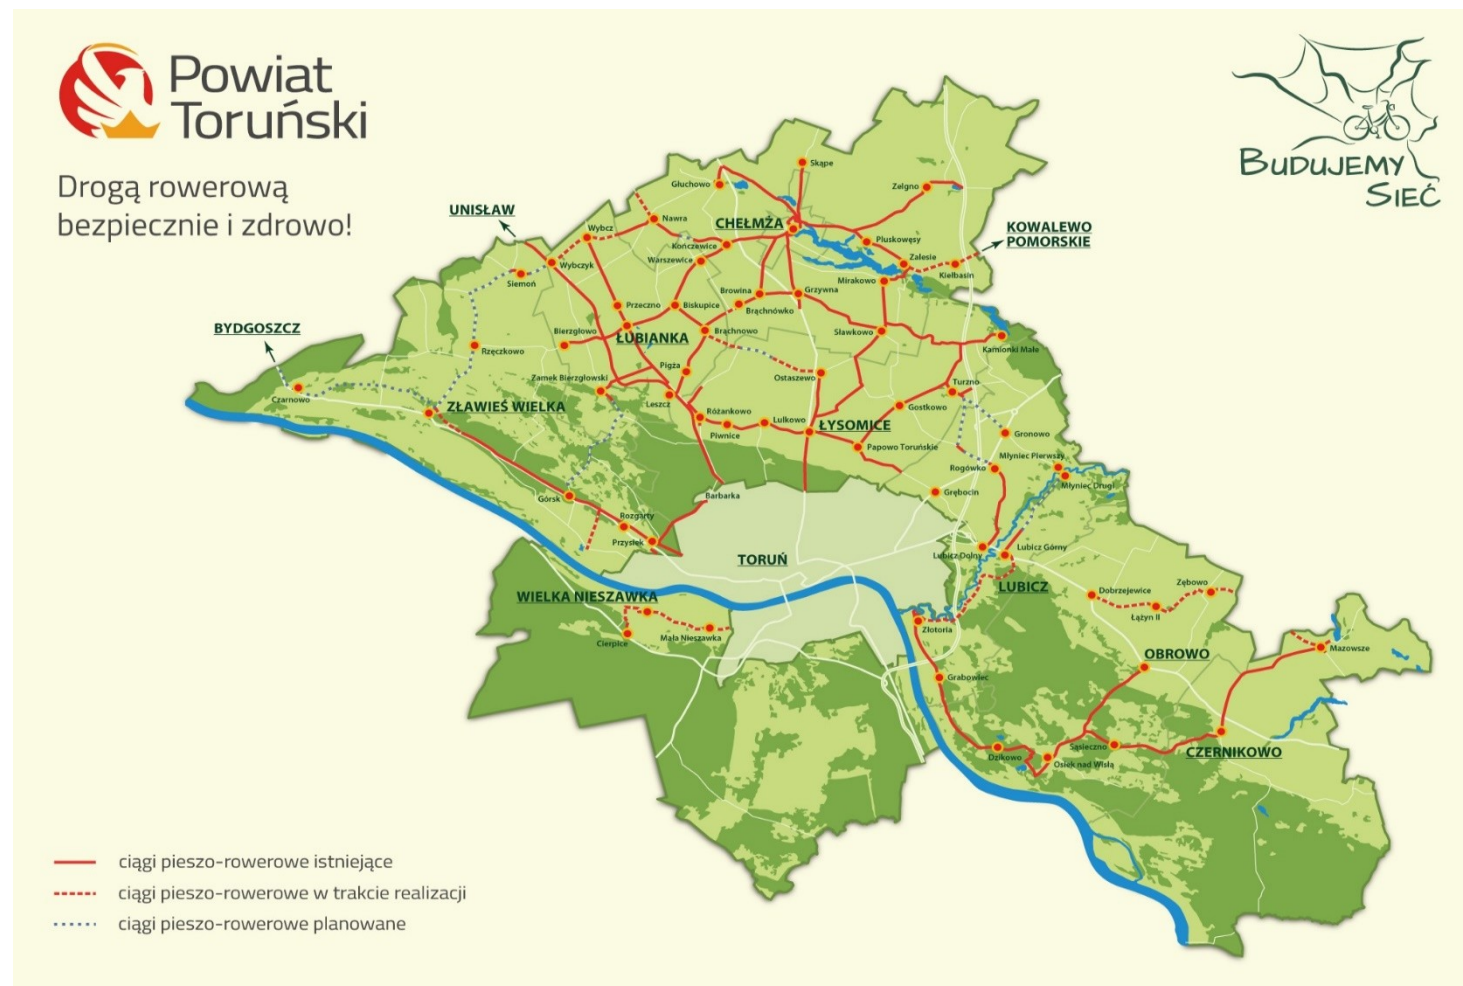 Powiat
Toruński
Drogą rowerową
bezpiecznie i zdrowo!
BUDUJEMY
SIEĆ
Skąpe
Głuchowo
Zelgno
UNISŁAW
Nawra
CHEŁMŻA
KOWALEWO
POMORSKIE
Wybcz
Kończewice
Pluskowęsy
Warszewice
Zalesie
Wybczyk
Kiełbasin
Siemoń
Mirakowo
Browina
Grzywna
Przeczno
Biskupice
Brąchnówko
BYDGOSZCZ
Bierzgłowo
ŁUBIANKA
Brąchnowo
Sławkowo
Rzęczkowo
Kamionki Małe
Pigża
Zamek Bierzgłowski
Ostaszewo
Turzno
Czarnowo
ZŁAWIEŚ WIELKA
Leszcz
Różankowo
Gostkowo
Piwnice
Lulkowo
ŁYSOMICE
Gronowo
Papowo Toruńskie
Młyniec Pierwszy
Rogówko
Młyniec Drugi
Górsk
Barbarka
Grębocin
Rozgarty
Przysiek
Lubicz Dolny
Lubicz Górny
TORUŃ
LUBICZ
Zębowo
Dobrzejewice
WIELKA NIESZAWKA
Łążyn II
Cierpice
Mała Nieszawka
Złotoria
OBROWO
Mazowsze
Grabowiec
Sąsieczno
CZERNIKOWO
Dzikowo
Osiek nad Wisłą
ciągi pieszo-rowerowe istniejące
ciągi pieszo-rowerowe w trakcie realizacji
ciągi pieszo-rowerowe planowane